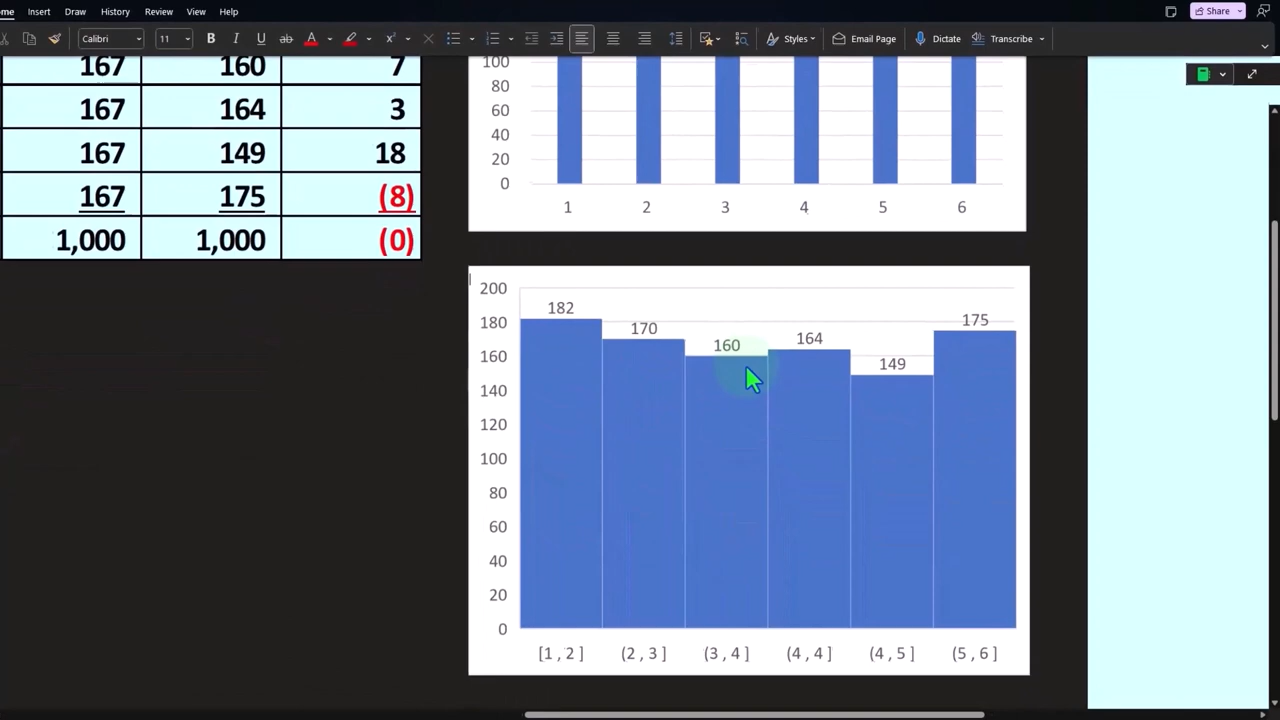 ome Insert Draw History Review View Help Share
Calibri 11 B I U ab A X Styles Email Page Dictate Transcribe
167 160 7
167 164 3
167 149 18
167 175 (8)
1,000 1,000 (0)
100
80
60
40
20
0
1 2 3 4 5 6
200
180
160
140
120
100
80
60
40
20
0
182 170 160 164 149 175
[1 , 2 ] (2 , 3 ] (3 , 4 ] (4 , 4 ] (4 , 5 ] (5 , 6 ]